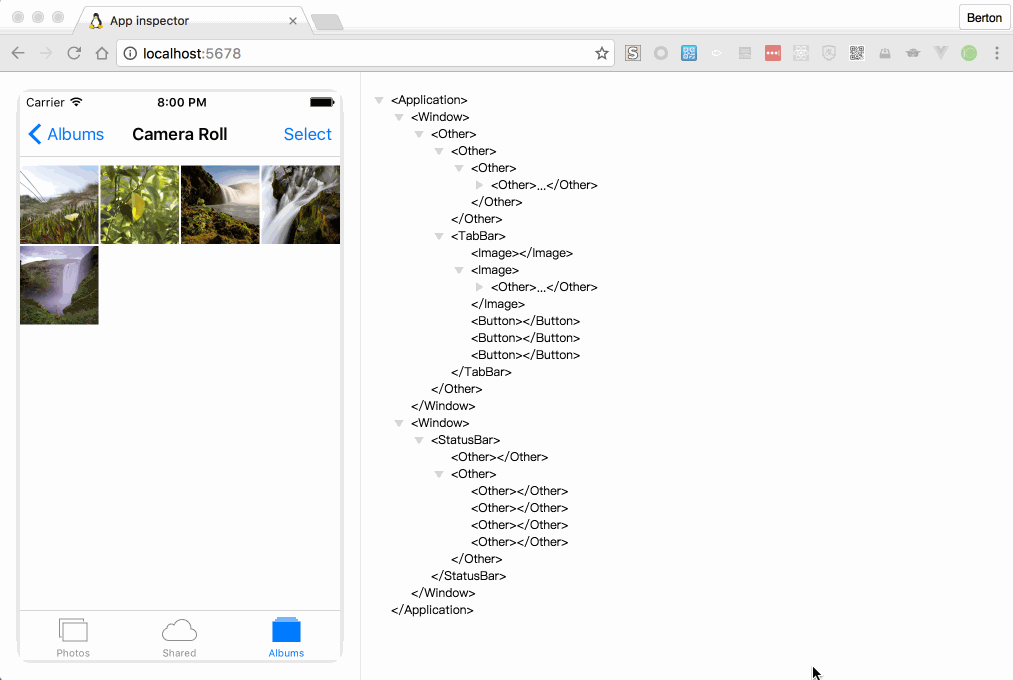 App inspector
Berton
localhost:5678
Carrier 8:00 PM
Albums Camera Roll Select
Photos Shared Albums
<Application>
<Window>
<Other>
<Other>
<Other>
<Other>...</Other>
</Other>
</Other>
<TabBar>
<Image></Image>
<Image>
<Other>...</Other>
</Image>
<Button></Button>
<Button></Button>
<Button></Button>
</TabBar>
</Other>
</Window>
<Window>
<StatusBar>
<Other></Other>
<Other>
<Other></Other>
<Other></Other>
<Other></Other>
<Other></Other>
</Other>
</StatusBar>
</Window>
</Application>